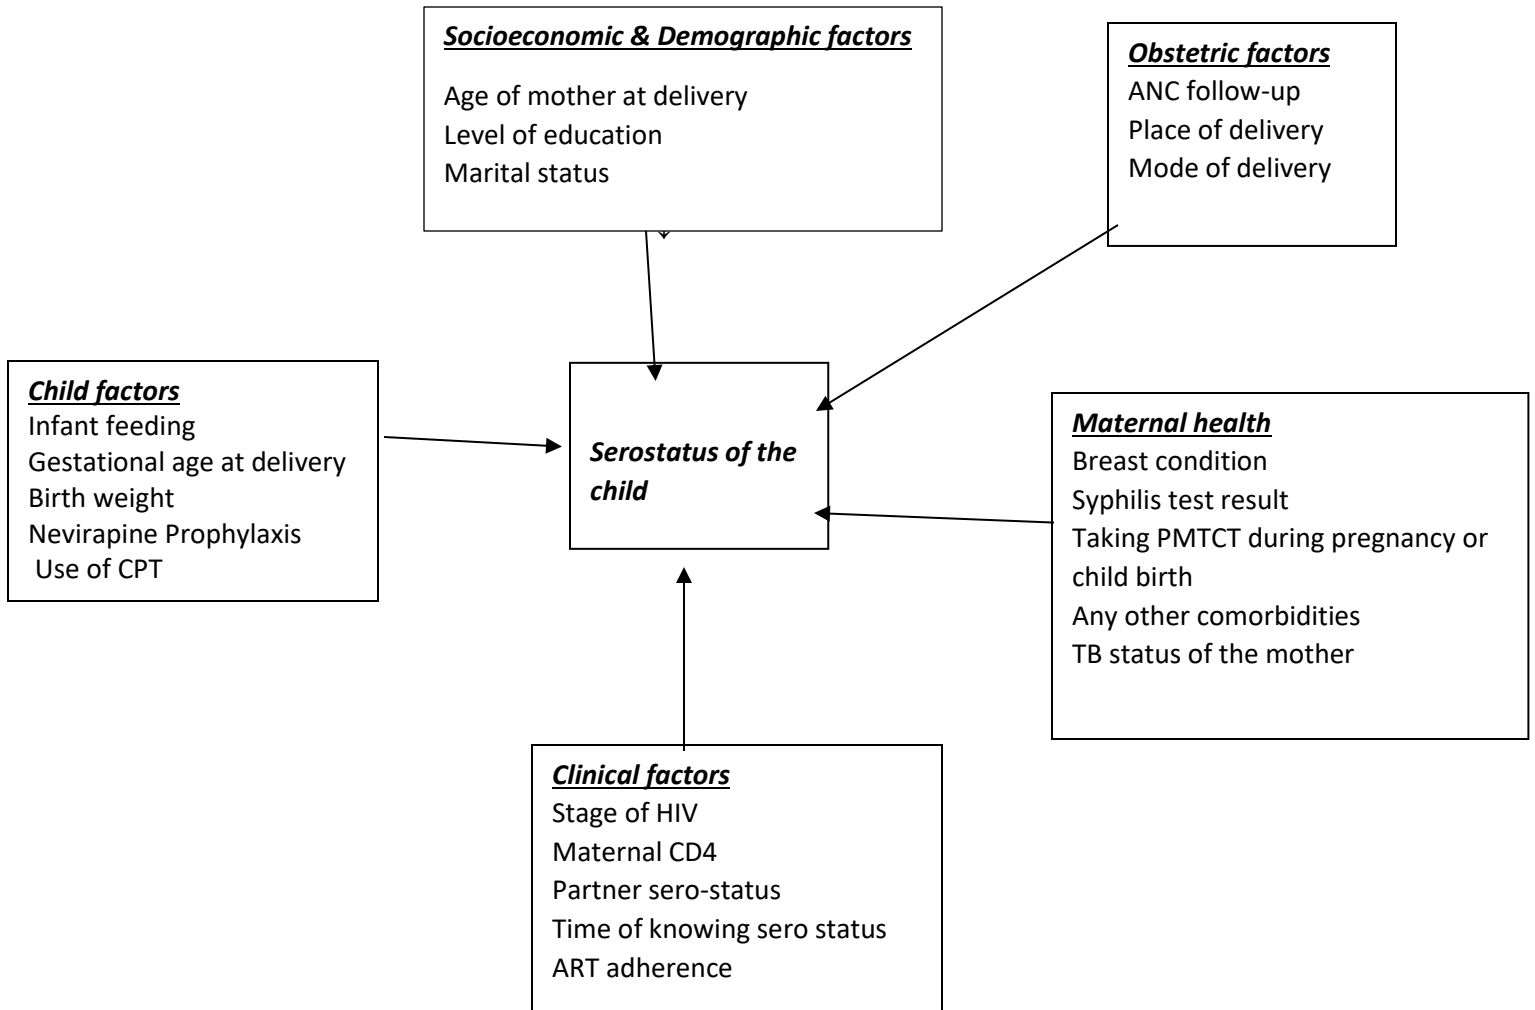 Socioeconomic & Demographic factors
Age of mother at delivery
Level of education
Marital status
Obstetric factors
ANC follow-up
Place of delivery
Mode of delivery
Child factors
Infant feeding
Gestational age at delivery
Birth weight
Nevirapine Prophylaxis
Use of CPT
Serostatus of the
child
Maternal health
Breast condition
Syphilis test result
Taking PMTCT during pregnancy or
child birth
Any other comorbidities
TB status of the mother
Clinical factors
Stage of HIV
Maternal CD4
Partner sero-status
Time of knowing sero status
ART adherence